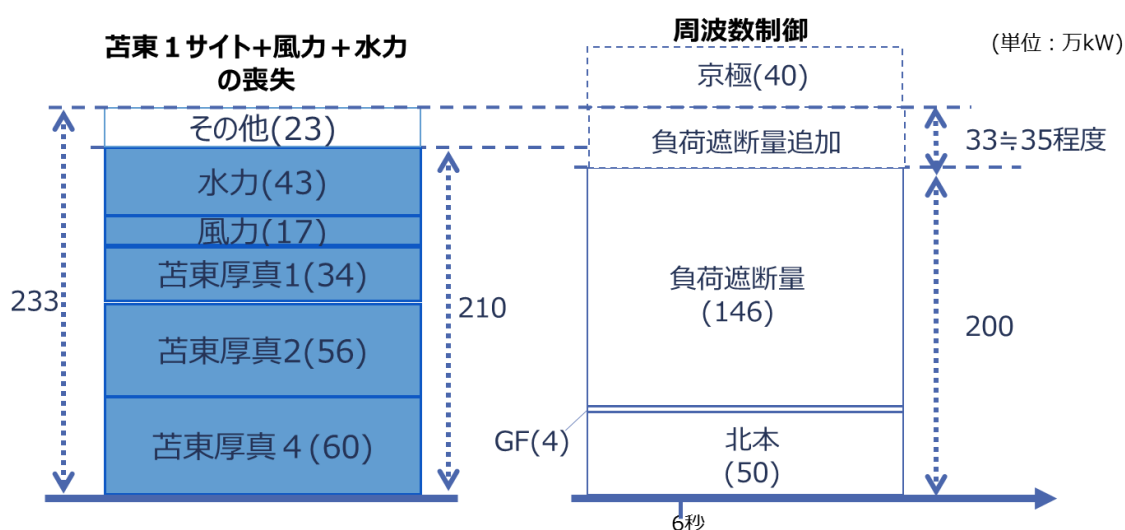 苫東１サイト+風力＋水力
の喪失
周波数制御
(単位：万kW)
京極(40)
その他(23)
負荷遮断量追加
33≒35程度
水力(43)
風力(17)
苫東厚真1(34)
負荷遮断量
(146)
233
210
200
苫東厚真2(56)
苫東厚真４(60)
GF(4)
北本
(50)
6秒